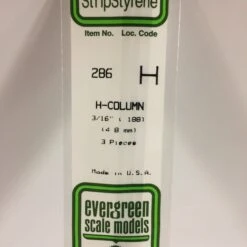 StripStyrene
Item No. Loc. Code
286 H
H-COLUMN
3/16" ( .188)
(4.8 mm)
3 Pieces
Made in U.S.A.
evergreen
scale models